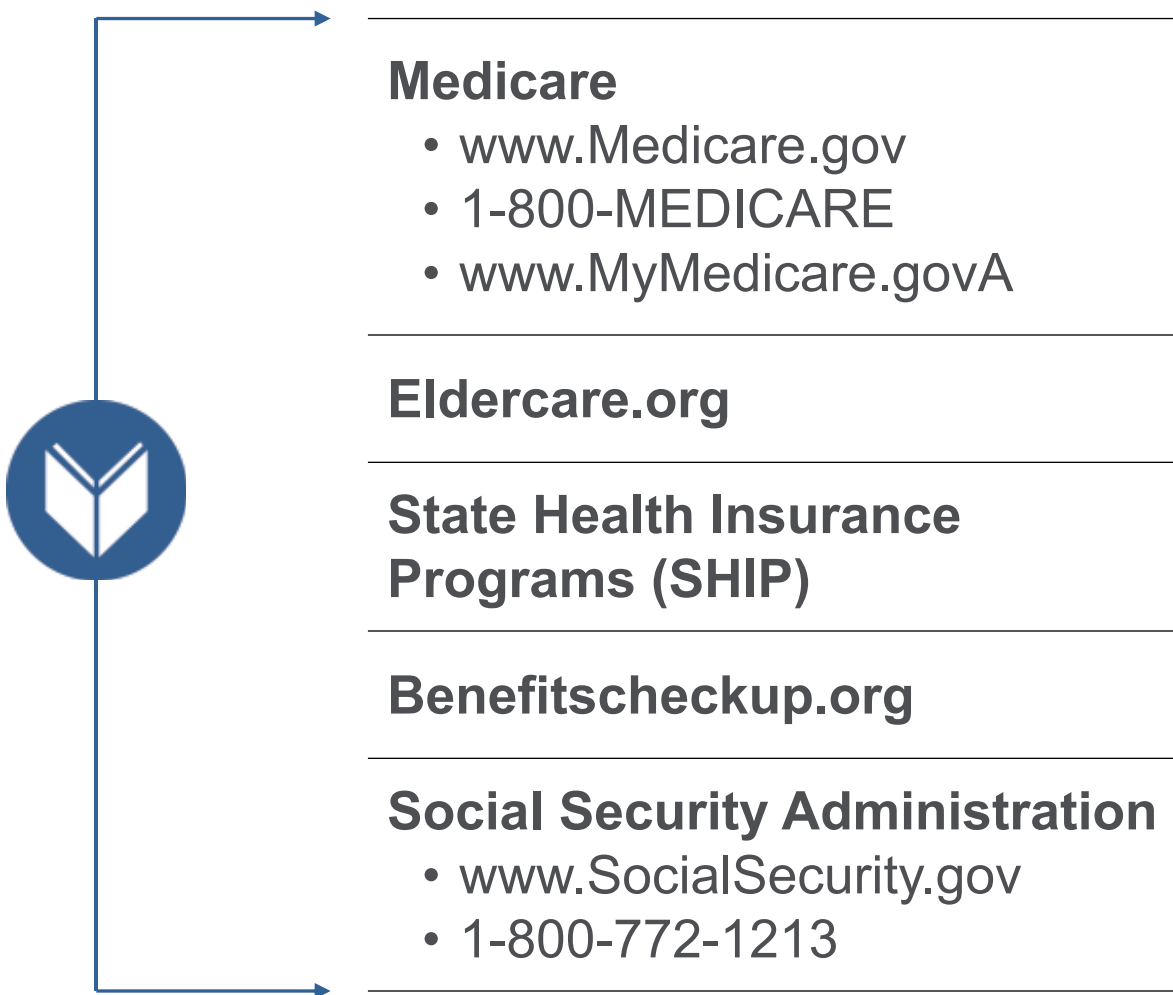 Medicare
• www.Medicare.gov
• 1-800-MEDICARE
• www.MyMedicare.govA
Eldercare.org
State Health Insurance
Programs (SHIP)
Benefitscheckup.org
Social Security Administration
• www.SocialSecurity.gov
• 1-800-772-1213